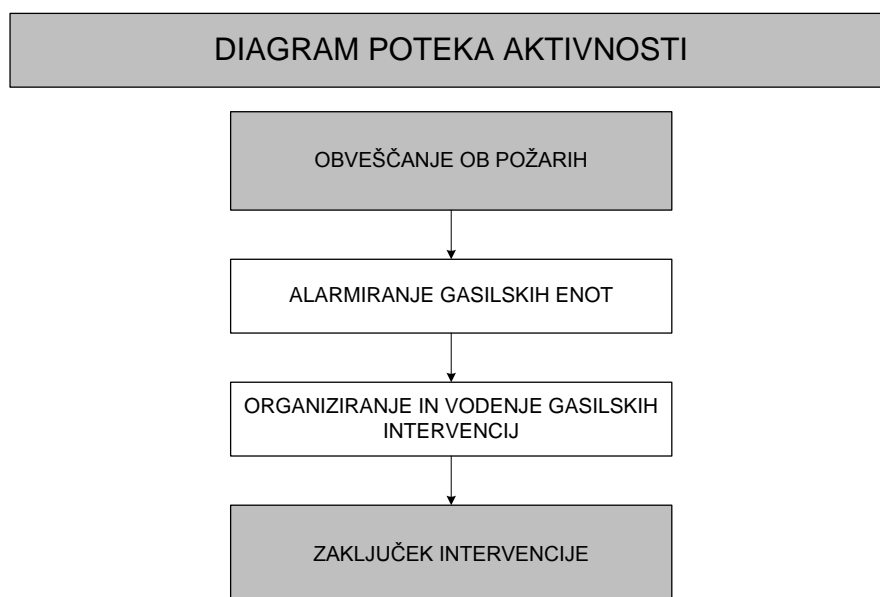 DIAGRAM POTEKA AKTIVNOSTI
OBVEŠČANJE OB POŽARIH
ALARMIRANJE GASILSKIH ENOT
ORGANIZIRANJE IN VODENJE GASILSKIH
INTERVENCIJ
ZAKLJUČEK INTERVENCIJE